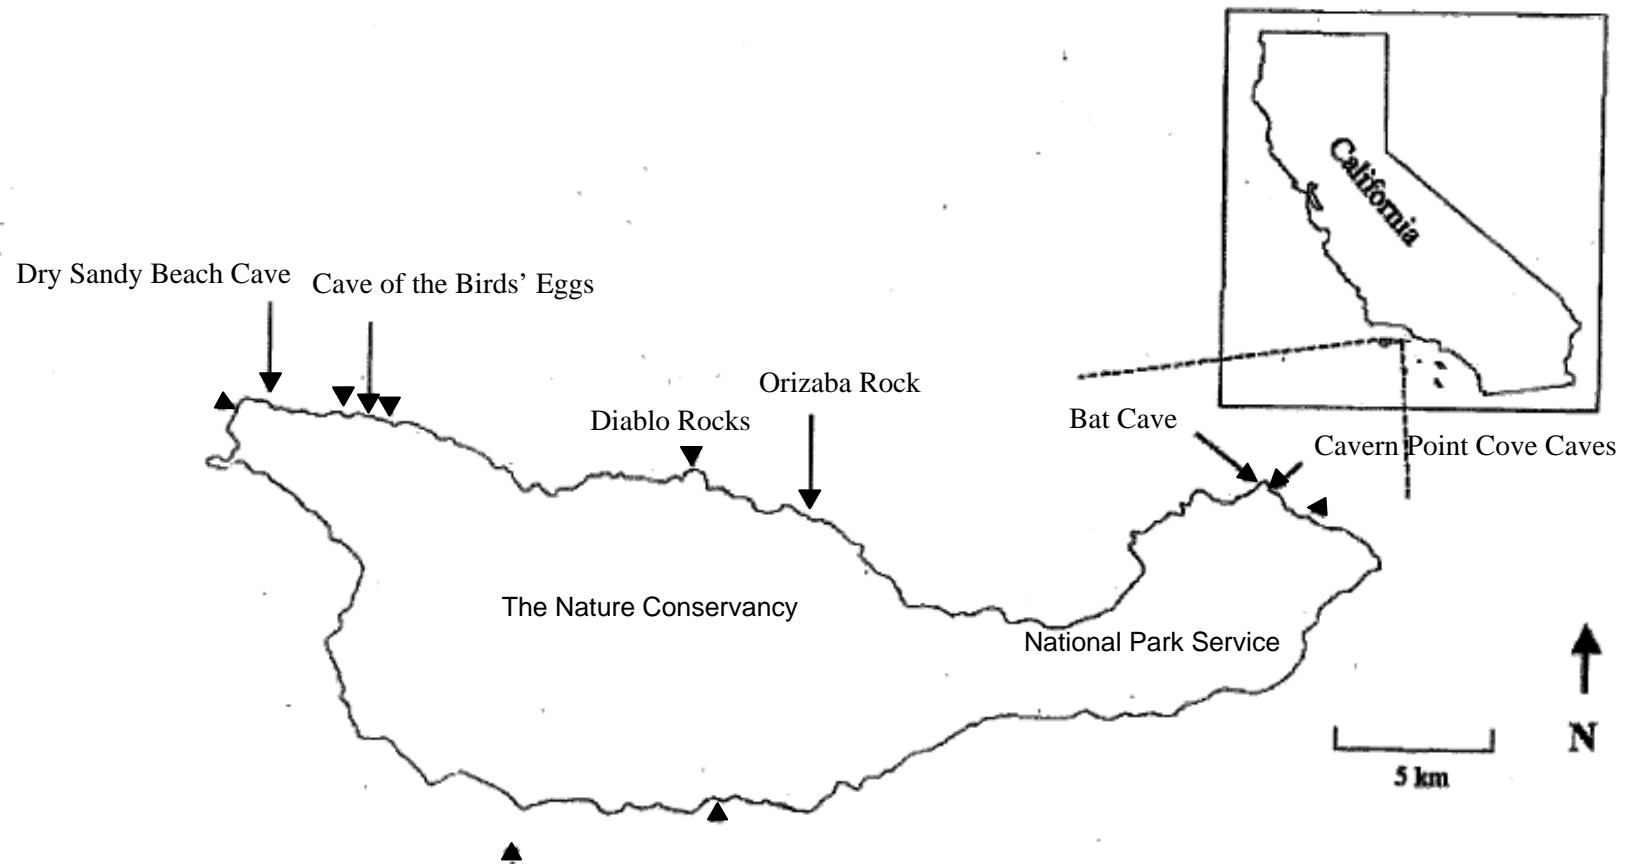 California
Dry Sandy Beach Cave
Cave of the Birds’ Eggs
Orizaba Rock
Diablo Rocks
Bat Cave
Cavern Point Cove Caves
The Nature Conservancy
National Park Service
N
5 km